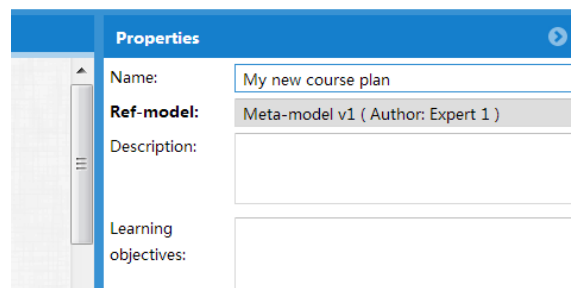 Properties
Name: My new course plan
Ref-model: Meta-model v1 ( Author: Expert 1 )
Description:
Learning
objectives: